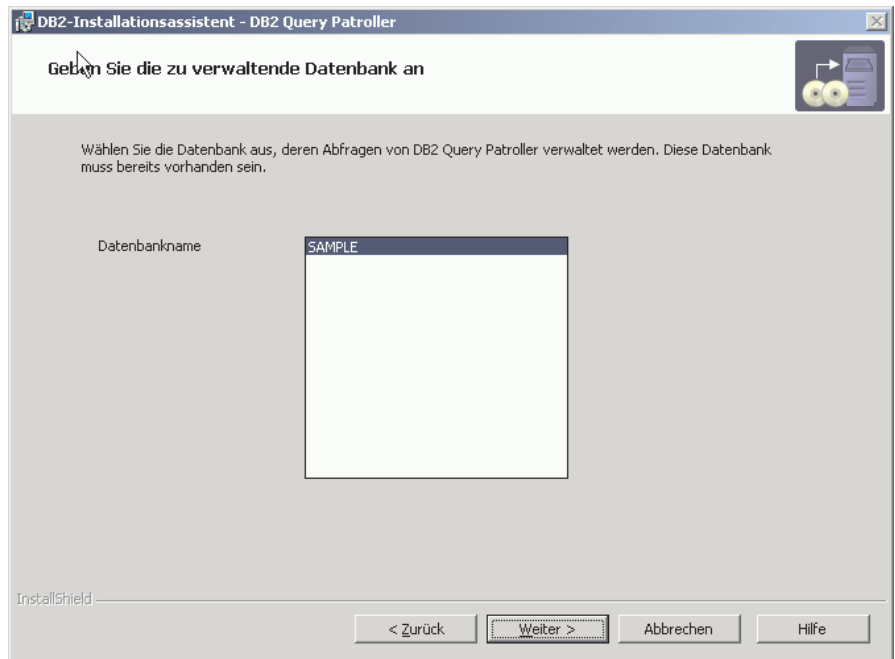 DB2-Installationsassistent - DB2 Query Patroller
Geben Sie die zu verwaltende Datenbank an
Wählen Sie die Datenbank aus, deren Abfragen von DB2 Query Patroller verwaltet werden. Diese Datenbank
muss bereits vorhanden sein.
Datenbankname
SAMPLE
InstallShield
< Zurück
Weiter >
Abbrechen
Hilfe